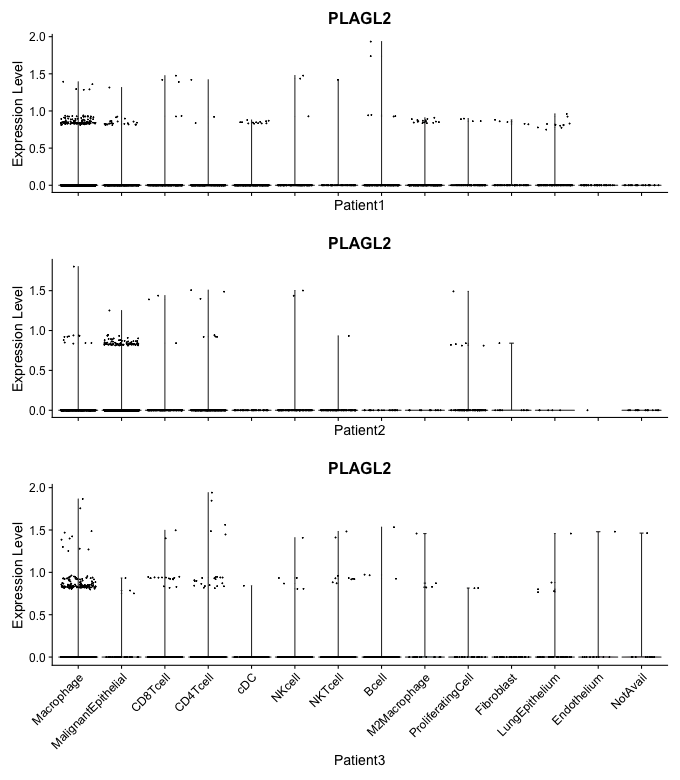 PLAGL2
2.0
1.5
1.0
0.5
0.0
Expression Level
Patient1
PLAGL2
1.5
1.0
0.5
0.0
Expression Level
Patient2
PLAGL2
2.0
1.5
1.0
0.5
0.0
Expression Level
Macrophage
MalignantEpithelial
CD8Tcell
CD4Tcell
cDC
NKcell
NKTcell
Bcell
M2Macrophage
ProliferatingCell
Fibroblast
LungEpithelium
Endothelium
NotAvail
Patient3